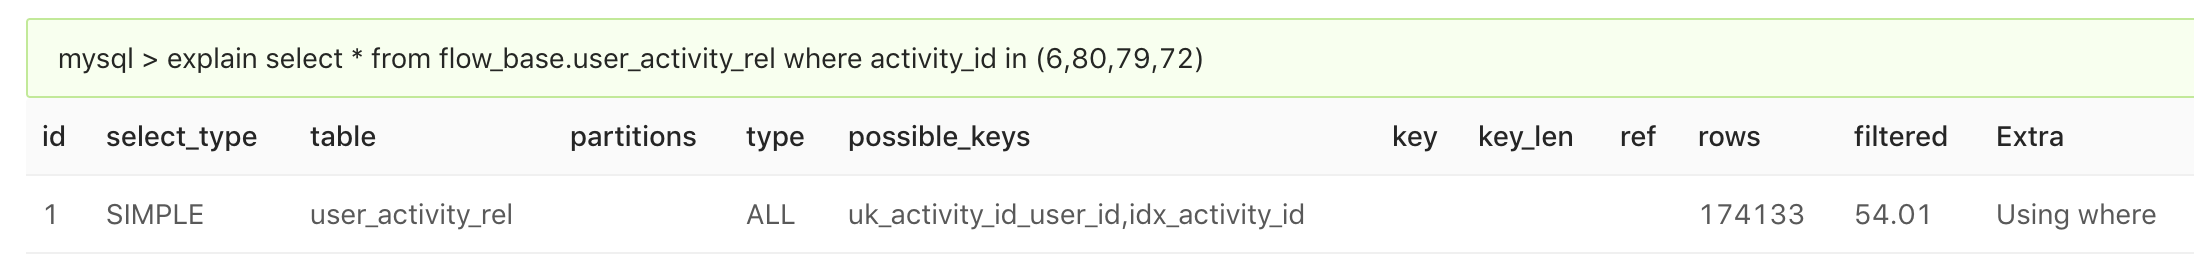 mysql > explain select * from flow_base.user_activity_rel where activity_id in (6,80,79,72)
id select_type table partitions type possible_keys key key_len ref rows filtered Extra
1 SIMPLE user_activity_rel ALL uk_activity_id_user_id,idx_activity_id 174133 54.01 Using where